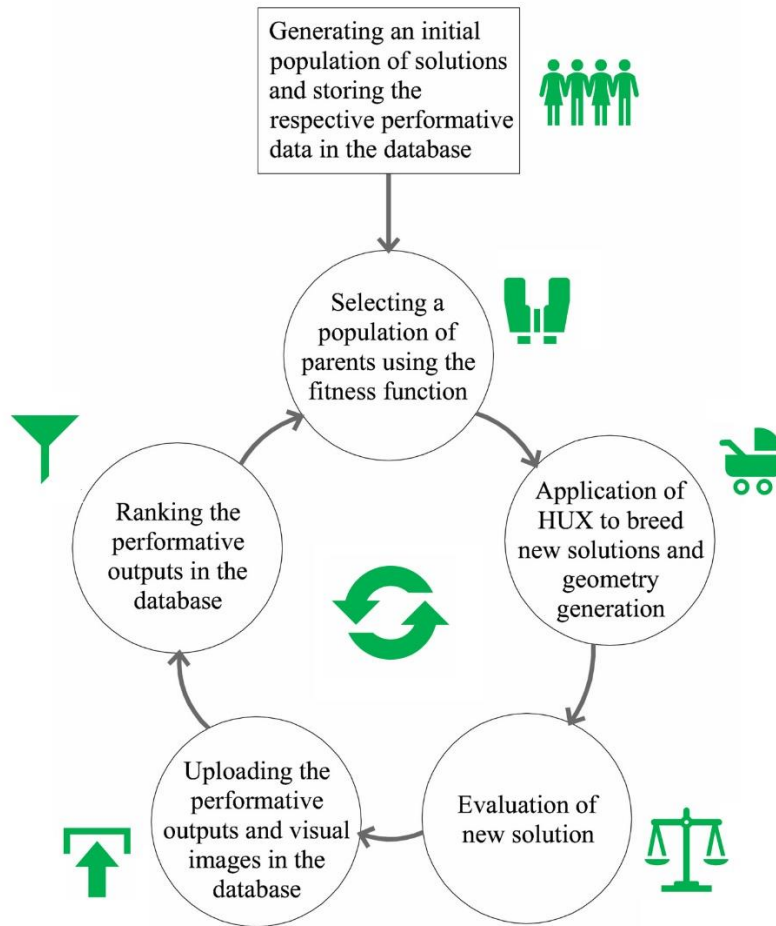 Generating an initial
population of solutions
and storing the
respective performative
data in the database
Selecting a
population of
parents using the
fitness function
Application of
HUX to breed
new solutions and
geometry
generation
Evaluation of
new solution
Uploading the
performative
outputs and visual
images in the
database
Ranking the
performative
outputs in the
database